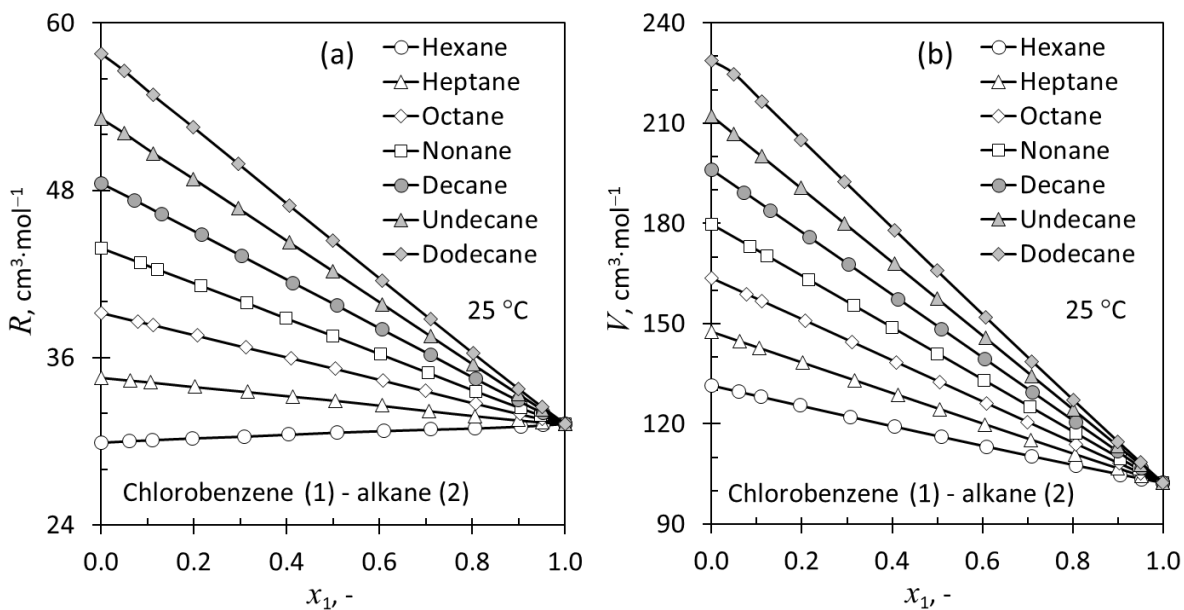 (a)
60
48
36
24
R, cm³·mol⁻¹
Hexane
Heptane
Octane
Nonane
Decane
Undecane
Dodecane
25 °C
Chlorobenzene (1) - alkane (2)
0.0 0.2 0.4 0.6 0.8 1.0
x₁, -
(b)
240
210
180
150
120
90
V, cm³·mol⁻¹
Hexane
Heptane
Octane
Nonane
Decane
Undecane
Dodecane
25 °C
Chlorobenzene (1) - alkane (2)
0.0 0.2 0.4 0.6 0.8 1.0
x₁, -